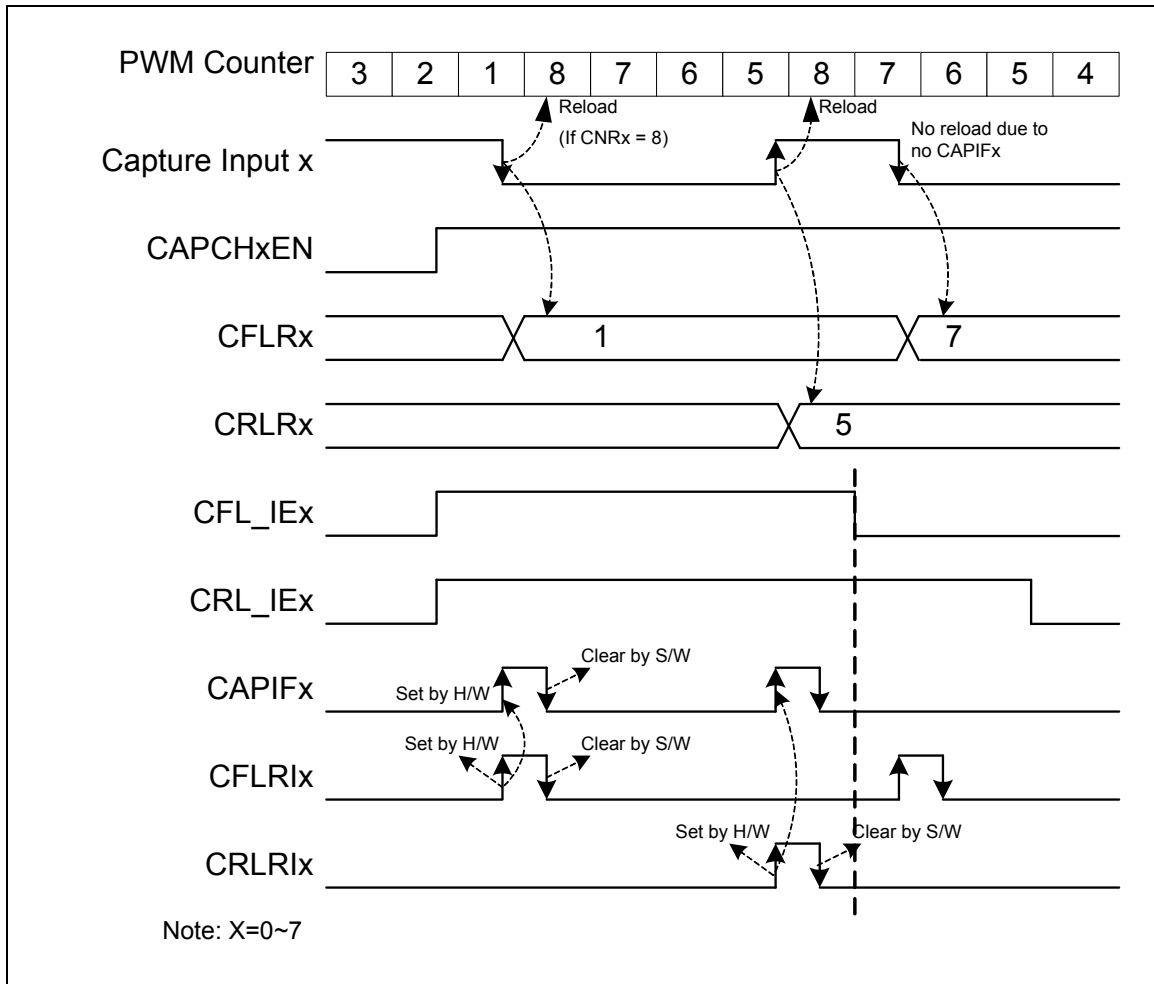 PWM Counter 3 2 1 8 7 6 5 8 7 6 5 4
Reload
(If CNRx = 8)
Reload
No reload due to
no CAPIFx
Capture Input x
CAPCHxEN
CFLRx 1 7
CRLRx 5
CFL_IEx
CRL_IEx
Clear by S/W
CAPIFx
Set by H/W
Set by H/W
Clear by S/W
CFLRIx
Set by H/W
Clear by S/W
CRLRIx
Note: X=0~7